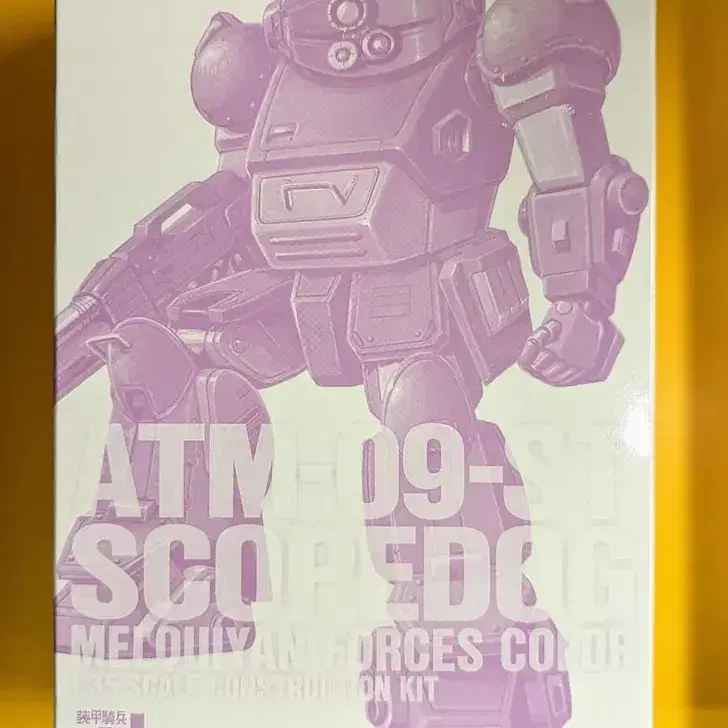 ATM-09-ST
SCOPEDOG
MELQUIYAN FORCES COLOR
1/35 SCALE CONSTRUCTION KIT
装甲騎兵